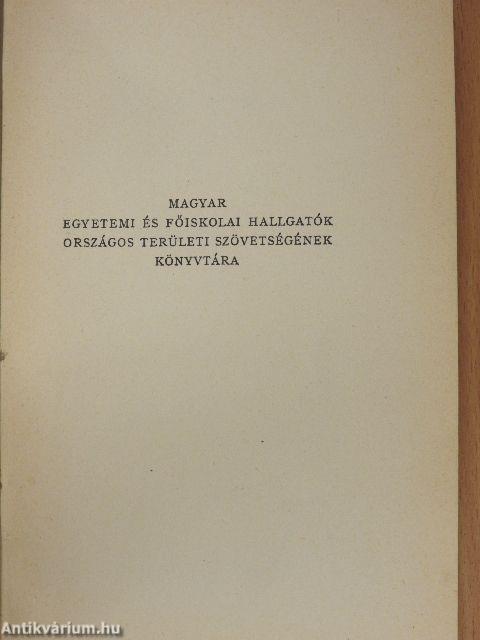 MAGYAR
EGYETEMI ÉS FŐISKOLAI HALLGATÓK
ORSZÁGOS TERÜLETI SZÖVETSÉGÉNEK
KÖNYVTÁRA
Antikvárium.hu